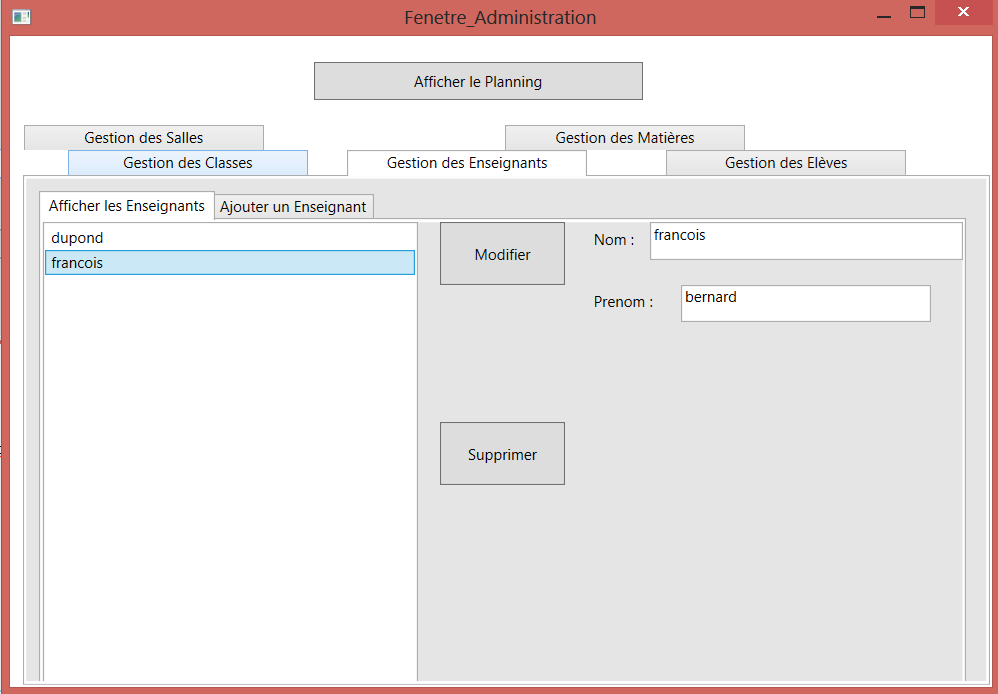 Fenetre_Administration
Afficher le Planning
Gestion des Salles
Gestion des Matières
Gestion des Classes
Gestion des Enseignants
Gestion des Elèves
Afficher les Enseignants
Ajouter un Enseignant
dupond
francois
Modifier
Nom :
francois
Prenom :
bernard
Supprimer